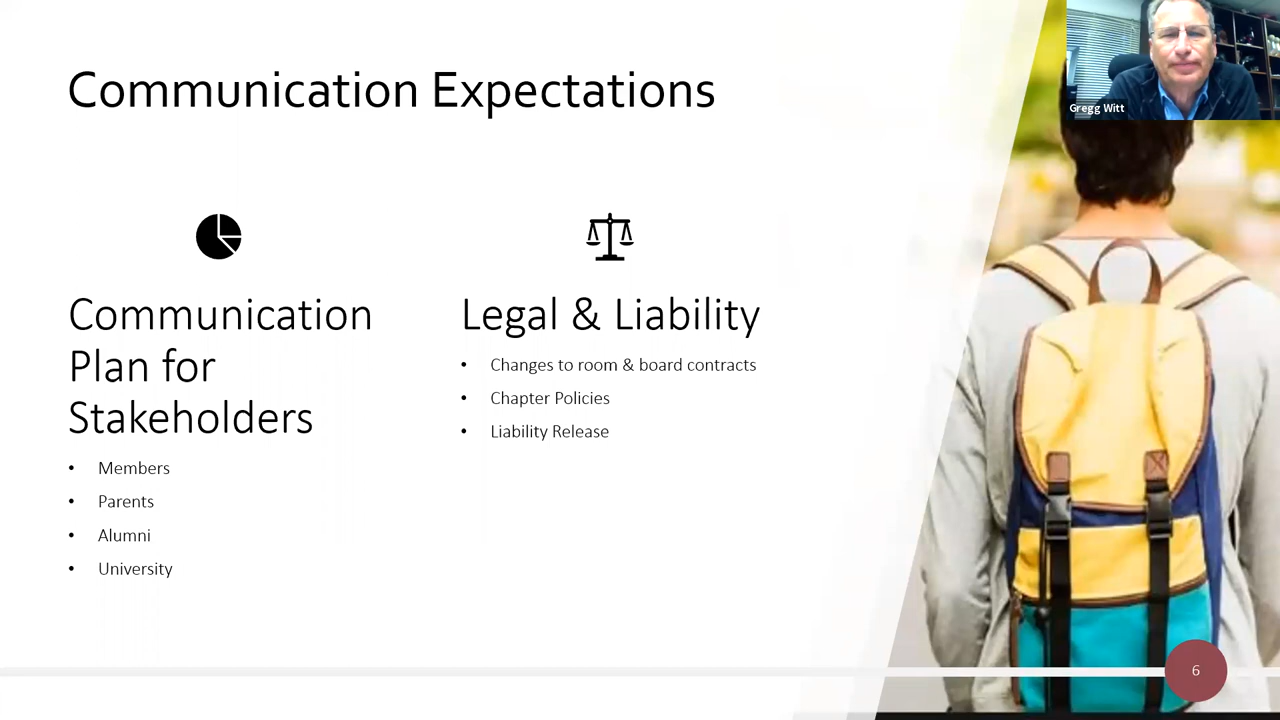 Communication Expectations
Gregg Witt
Communication
Plan for
Stakeholders
• Members
• Parents
• Alumni
• University
Legal & Liability
• Changes to room & board contracts
• Chapter Policies
• Liability Release
6